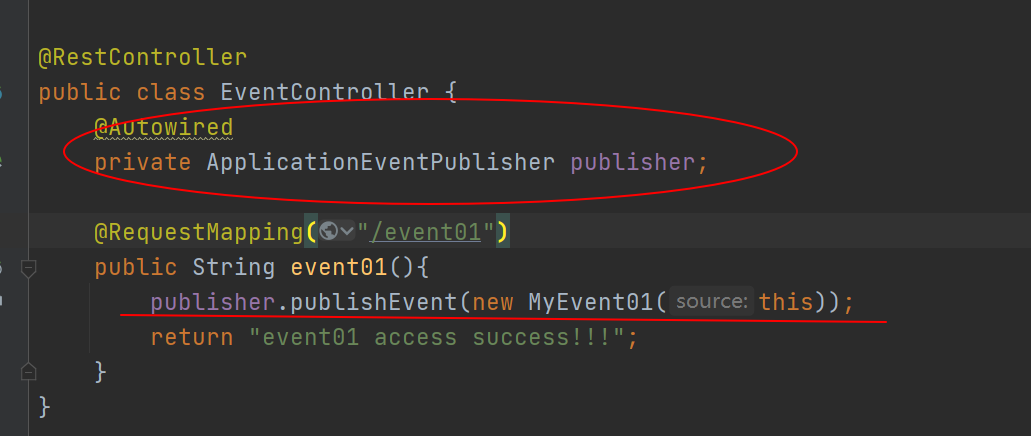 @RestController
public class EventController {
@Autowired
private ApplicationEventPublisher publisher;
@RequestMapping("/event01")
public String event01(){
publisher.publishEvent(new MyEvent01( source: this));
return "event01 access success!!!";
}
}